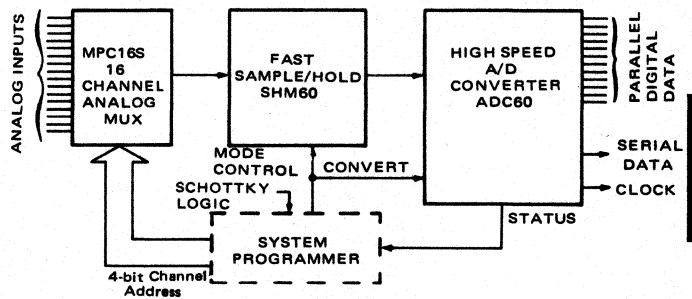 ANALOG INPUTS
MPC16S
16
CHANNEL
ANALOG
MUX
FAST
SAMPLE/HOLD
SHM60
HIGH SPEED
A/D
CONVERTER
ADC60
PARALLEL
DIGITAL
DATA
SERIAL
DATA
CLOCK
MODE
CONTROL
CONVERT
SCHOTTKY
LOGIC
STATUS
SYSTEM
PROGRAMMER
4-bit Channel
Address